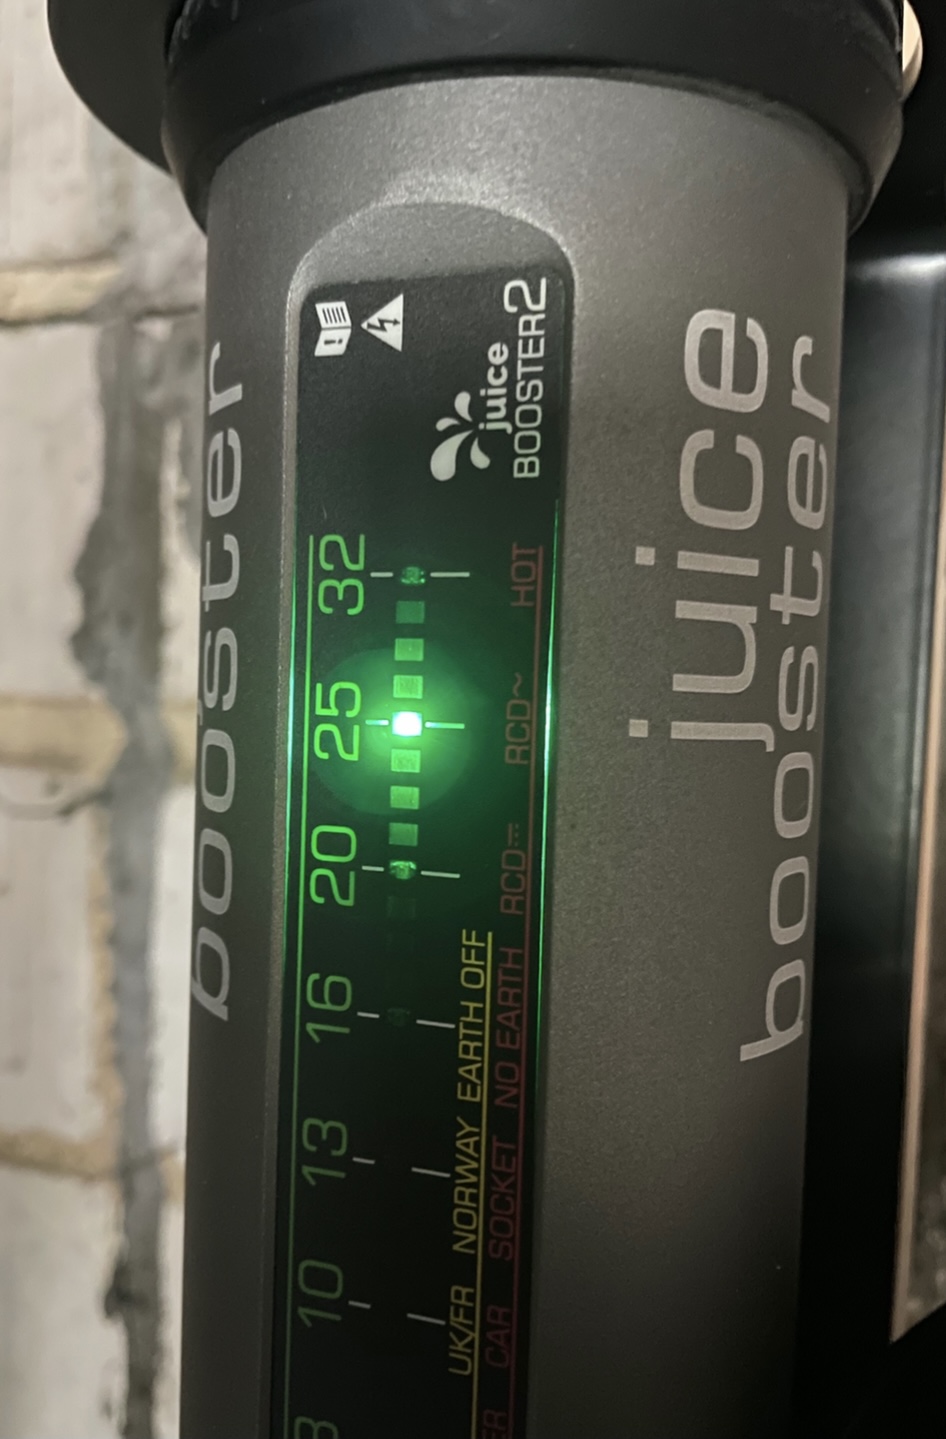 booster
juice
BOOSTER2
10 13 16 20 25 32
UK/FR NORWAY EARTH OFF
CAR SOCKET NO EARTH RCD⎓ RCD~ HOT
juice
booster